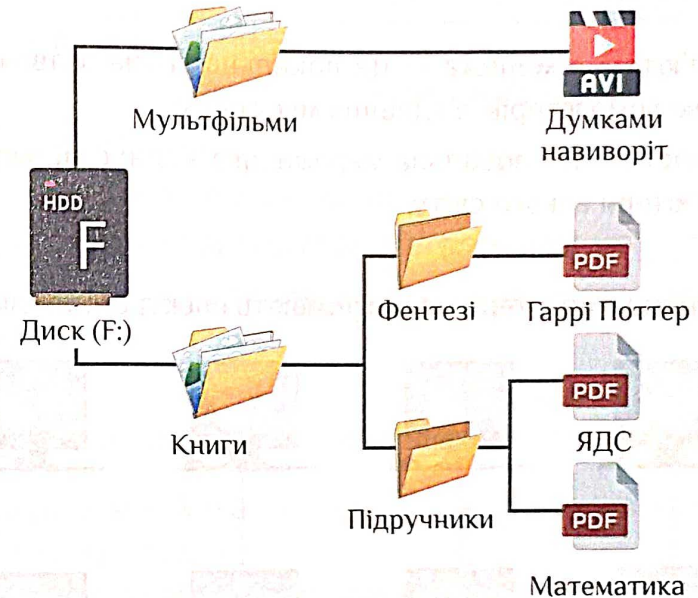 AVI
Мультфільми
Думками
навиворіт
HDD
F
Диск (F:)
PDF
Фентезі
Гаррі Поттер
PDF
Книги
ЯДС
Підручники
PDF
Математика